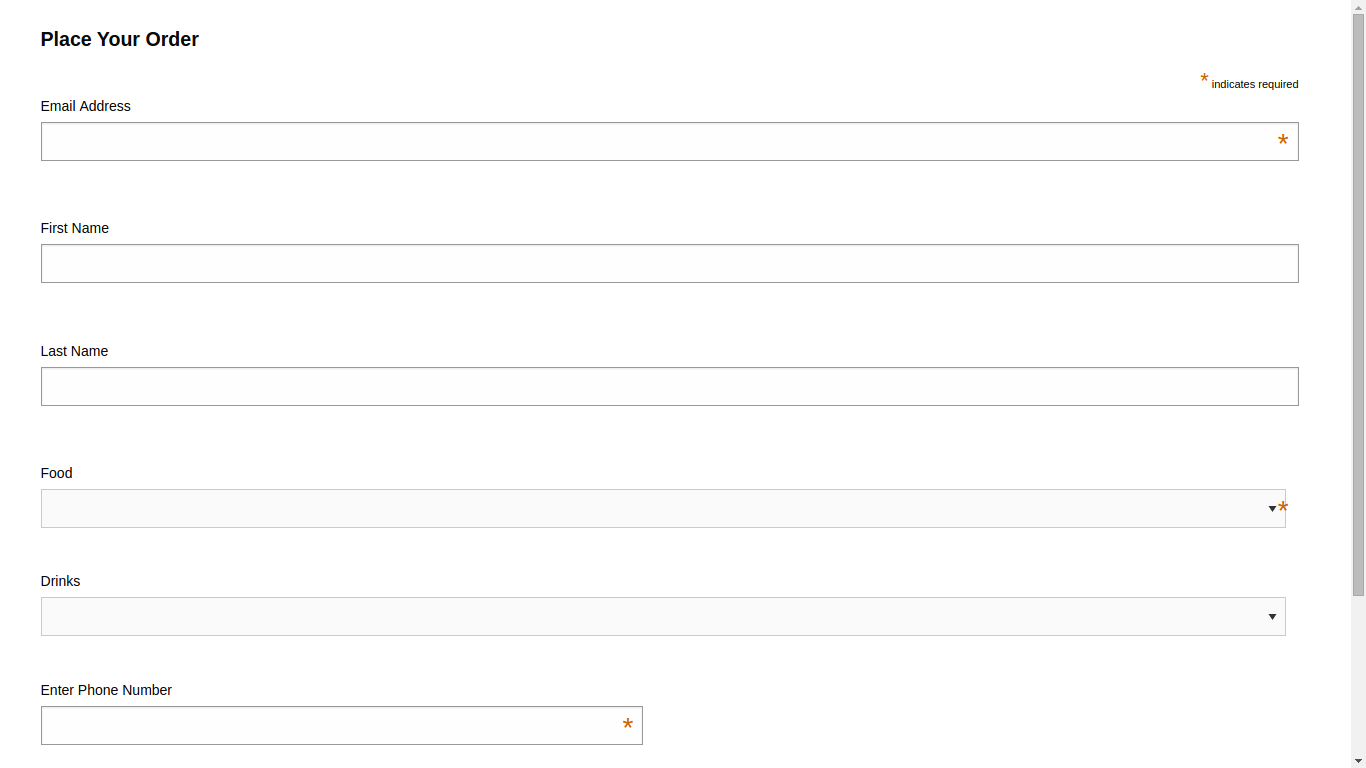 Place Your Order
* indicates required
Email Address
*
First Name
Last Name
Food
*
Drinks
Enter Phone Number
*